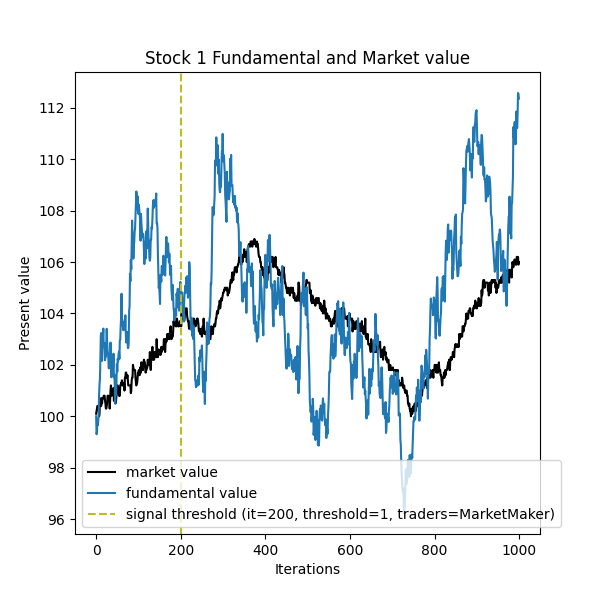 Stock 1 Fundamental and Market value
Present value
112
110
108
106
104
102
100
98
96
market value
fundamental value
signal threshold (it=200, threshold=1, traders=MarketMaker)
0 200 400 600 800 1000
Iterations